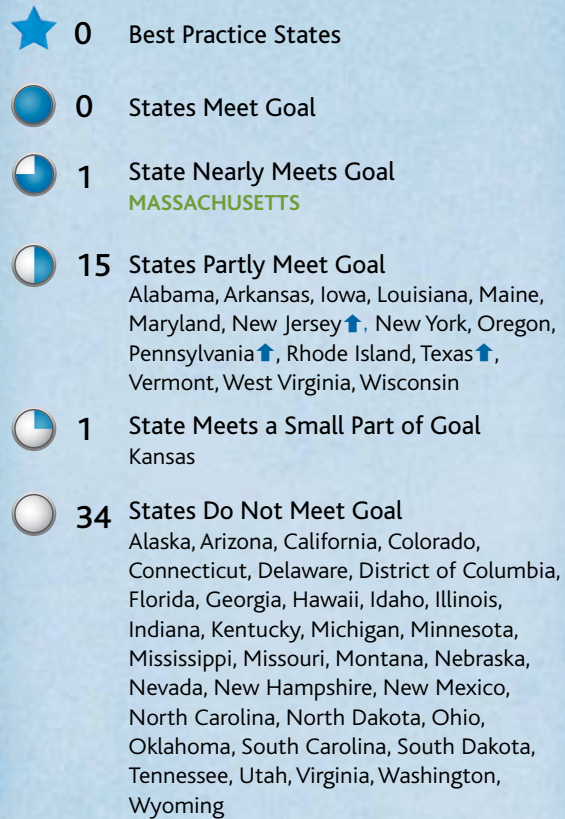 0 Best Practice States
0 States Meet Goal
1 State Nearly Meets Goal
MASSACHUSETTS
15 States Partly Meet Goal
Alabama, Arkansas, Iowa, Louisiana, Maine,
Maryland, New Jersey⬆, New York, Oregon,
Pennsylvania⬆, Rhode Island, Texas⬆,
Vermont, West Virginia, Wisconsin
1 State Meets a Small Part of Goal
Kansas
34 States Do Not Meet Goal
Alaska, Arizona, California, Colorado,
Connecticut, Delaware, District of Columbia,
Florida, Georgia, Hawaii, Idaho, Illinois,
Indiana, Kentucky, Michigan, Minnesota,
Mississippi, Missouri, Montana, Nebraska,
Nevada, New Hampshire, New Mexico,
North Carolina, North Dakota, Ohio,
Oklahoma, South Carolina, South Dakota,
Tennessee, Utah, Virginia, Washington,
Wyoming